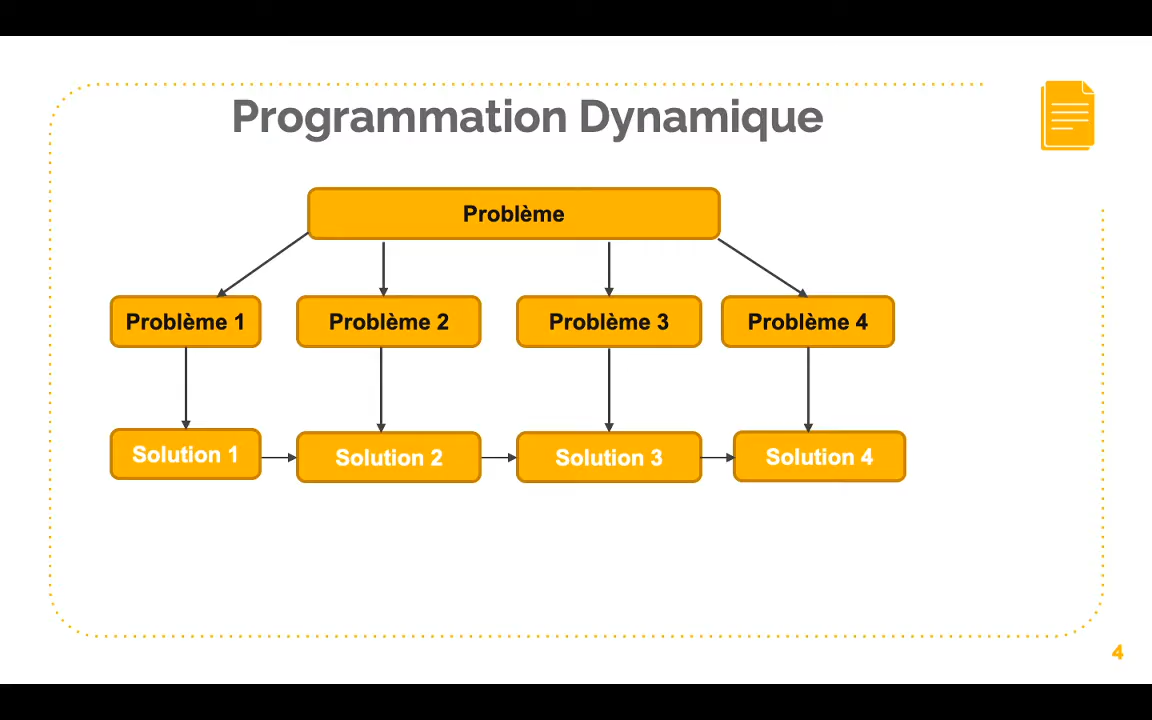 Programmation Dynamique
Problème
Problème 1
Problème 2
Problème 3
Problème 4
Solution 1
Solution 2
Solution 3
Solution 4
4